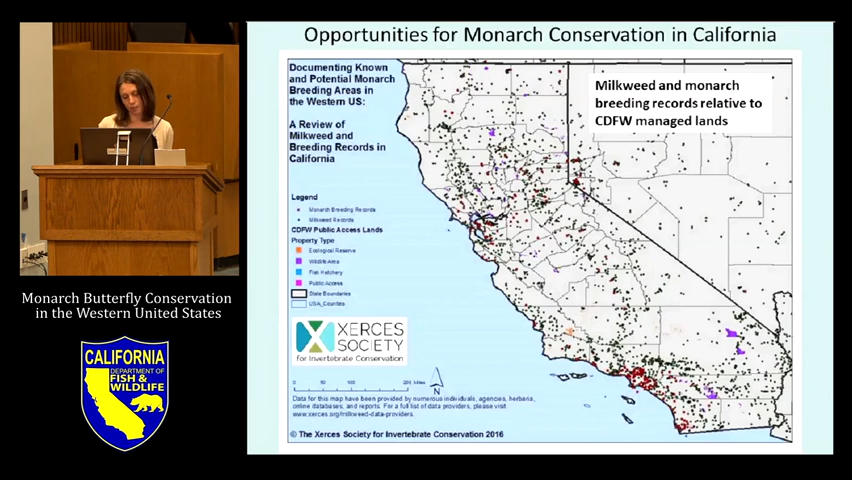 Opportunities for Monarch Conservation in California
Documenting Known
and Potential Monarch
Breeding Areas in
the Western US:
A Review of
Milkweed and
Breeding Records in
California
Milkweed and monarch
breeding records relative to
CDFW managed lands
Legend
Monarch Breeding Records
Milkweed Records
CDFW Public Access Lands
Property Type
Ecological Reserve
Wildlife Area
Fish Hatchery
Public Access
State Boundaries
USA_Counties
XERCES
SOCIETY
for Invertebrate Conservation
0 50 100 200 Miles
N
Data for this map have been provided by numerous individuals, agencies, herbaria,
online databases, and reports. For a full list of data providers, please visit
www.xerces.org/milkweed-data-providers.
© The Xerces Society for Invertebrate Conservation 2016
Monarch Butterfly Conservation
in the Western United States
CALIFORNIA
DEPARTMENT OF
FISH &
WILDLIFE